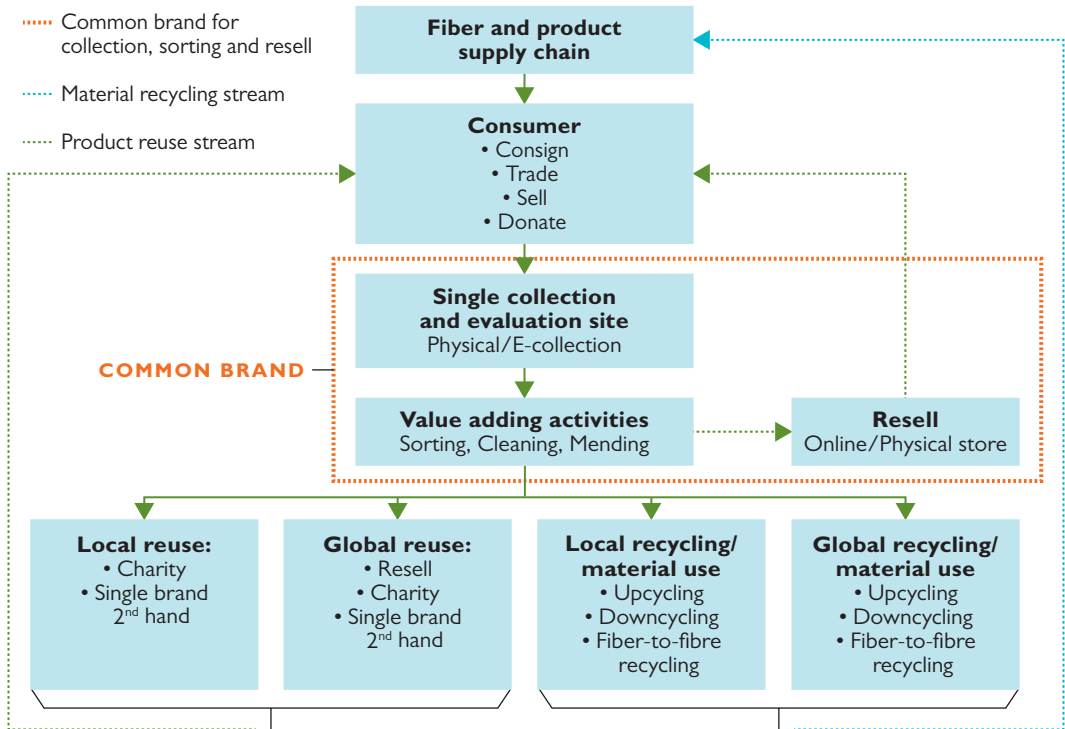 Common brand for
collection, sorting and resell
Material recycling stream
Product reuse stream
Fiber and product
supply chain
Consumer
• Consign
• Trade
• Sell
• Donate
Single collection
and evaluation site
Physical/E-collection
COMMON BRAND
Value adding activities
Sorting, Cleaning, Mending
Resell
Online/Physical store
Local reuse:
• Charity
• Single brand
2nd hand
Global reuse:
• Resell
• Charity
• Single brand
2nd hand
Local recycling/
material use
• Upcycling
• Downcycling
• Fiber-to-fibre
recycling
Global recycling/
material use
• Upcycling
• Downcycling
• Fiber-to-fibre
recycling